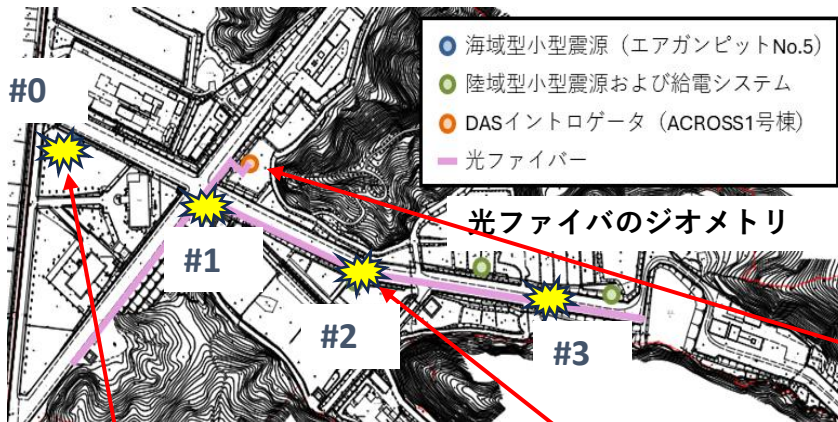 海域型小型震源（エアガンピットNo.5）
陸域型小型震源および給電システム
DASイントロゲータ（ACROSS1号棟）
光ファイバー
#0
光ファイバのジオメトリ
#1
#2
#3